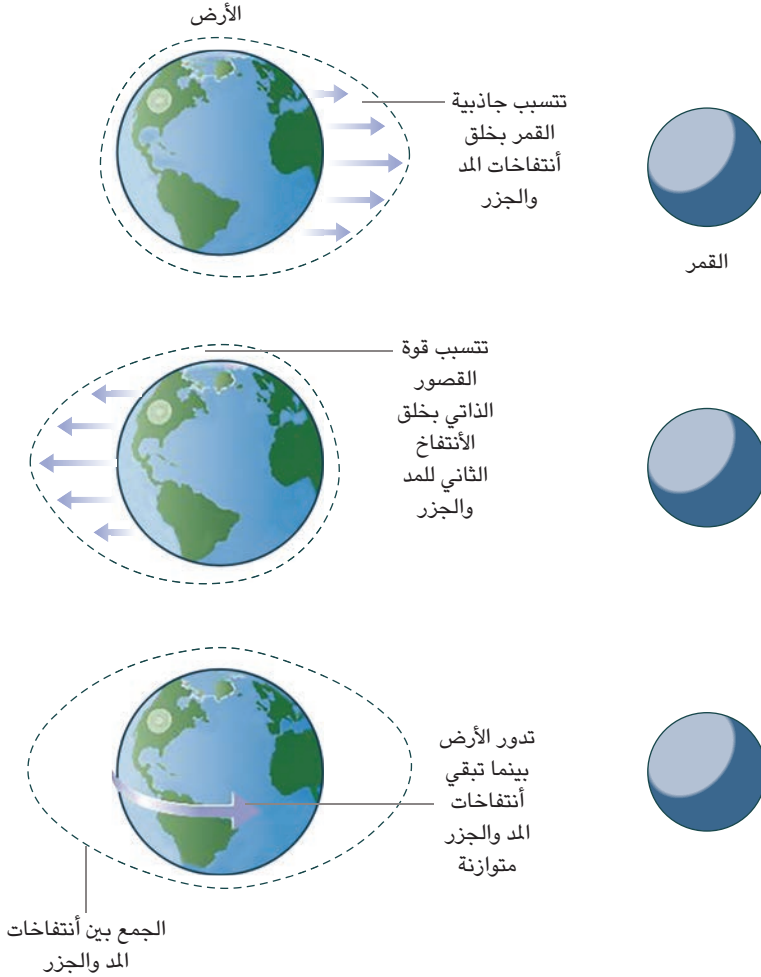 الأرض
تتسبب جاذبية
القمر بخلق
أنتفاخات المد
والجزر
القمر
تتسبب قوة
القصور
الذاتي بخلق
الأنتفاخ
الثاني للمد
والجزر
تدور الأرض
بينما تبقي
أنتفاخات
المد والجزر
متوازنة
الجمع بين أنتفاخات
المد والجزر